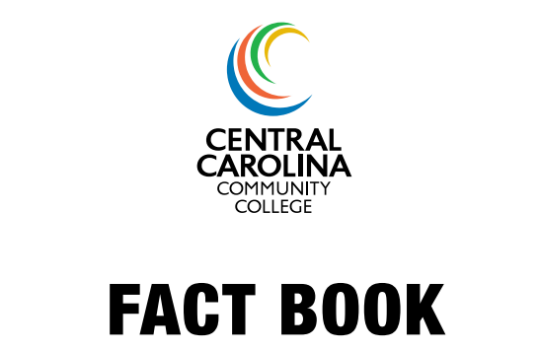 CENTRAL
CAROLINA
COMMUNITY
COLLEGE
FACT BOOK